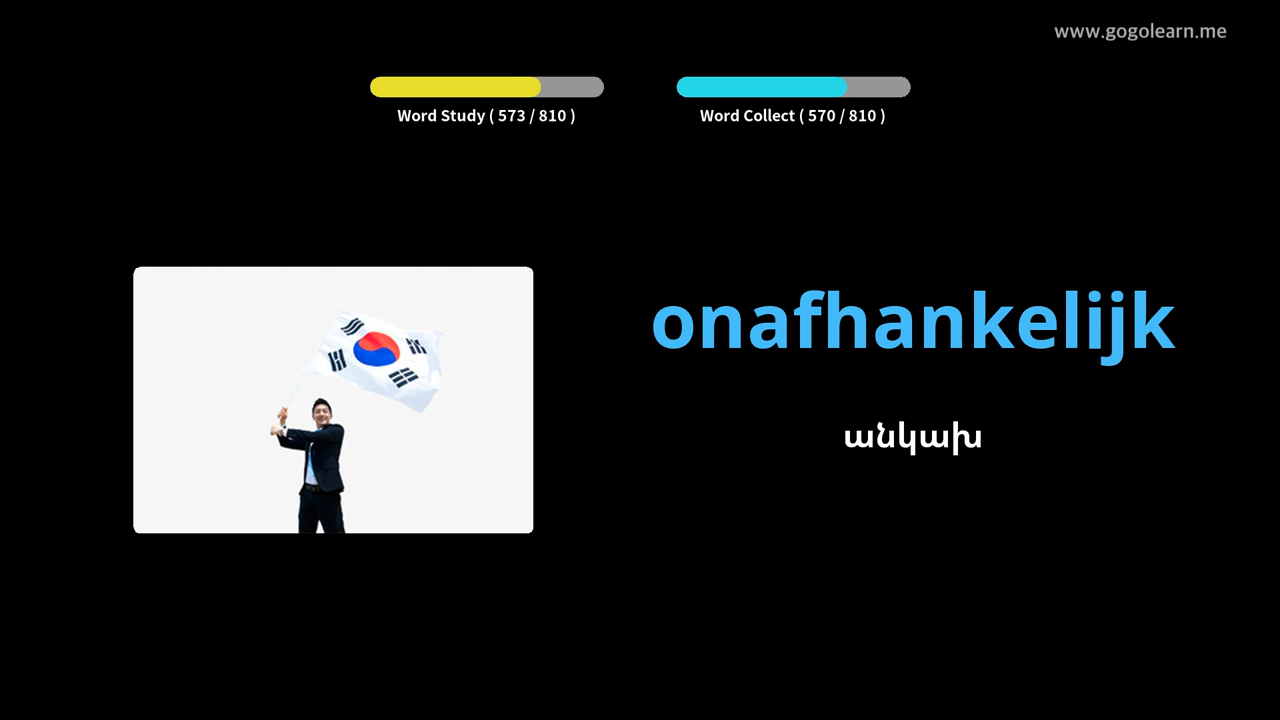 www.gogolearn.me
Word Study ( 573 / 810 )
Word Collect ( 570 / 810 )
onafhankelijk
անկախ